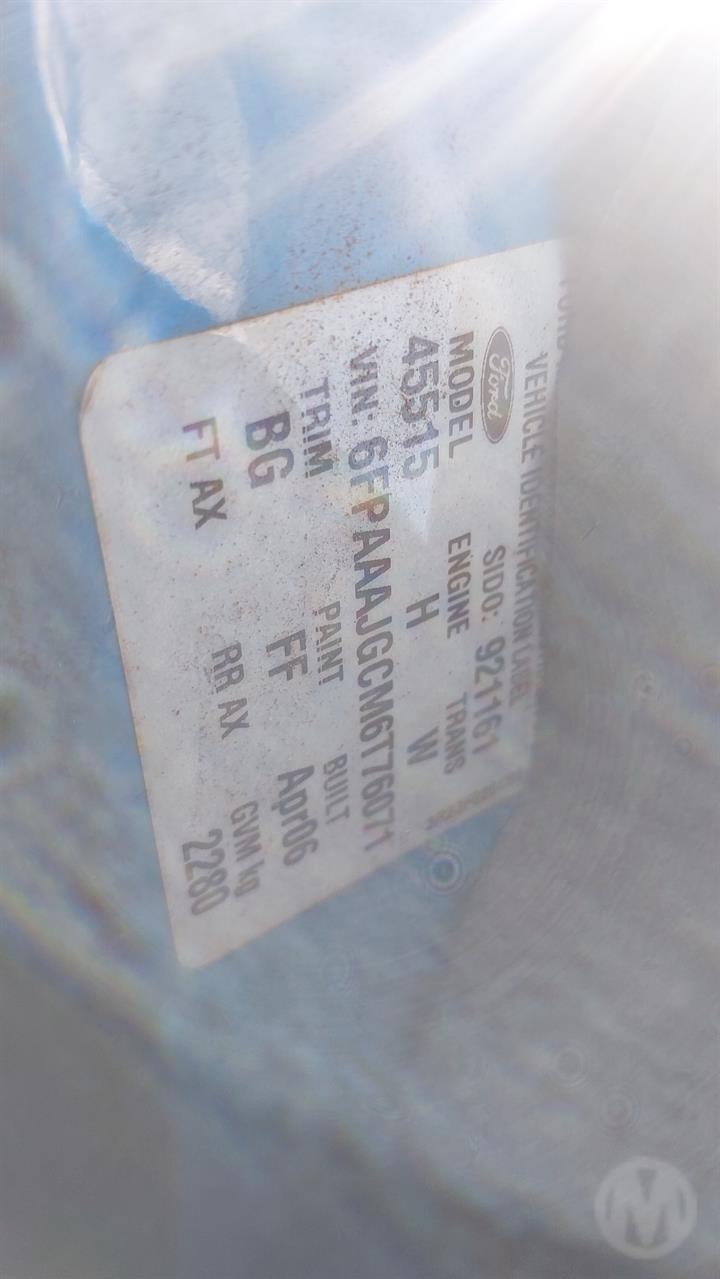 VEHICLE IDENTIFICATION LABEL
Ford SIDO: 921161
MODEL ENGINE TRANS
45515 H W
VIN: 6FPAAAJGCM6T76071
TRIM PAINT BUILT
BG FF Apr06
FT AX RR AX GVM kg
2280
M